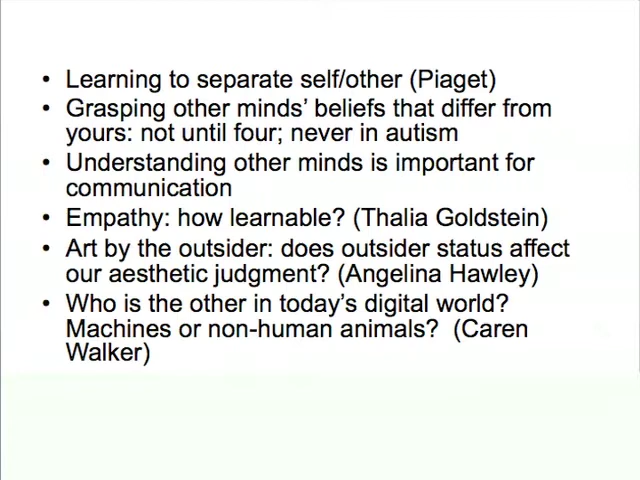 • Learning to separate self/other (Piaget)
• Grasping other minds’ beliefs that differ from
yours: not until four; never in autism
• Understanding other minds is important for
communication
• Empathy: how learnable? (Thalia Goldstein)
• Art by the outsider: does outsider status affect
our aesthetic judgment? (Angelina Hawley)
• Who is the other in today’s digital world?
Machines or non-human animals?  (Caren
Walker)